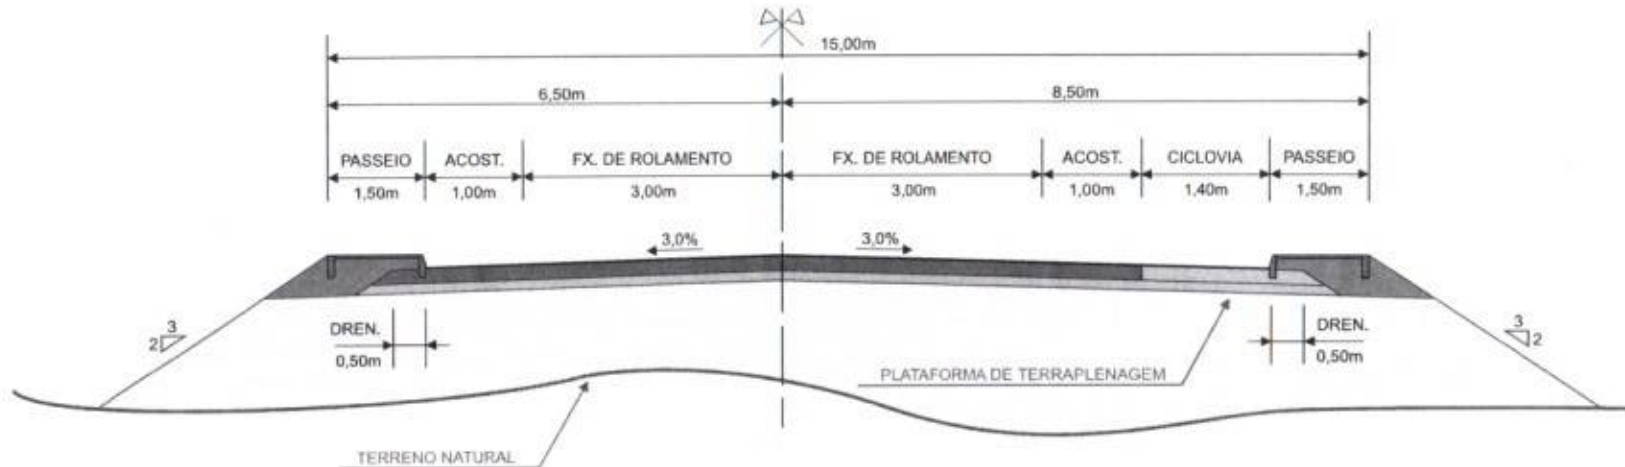 15,00m
6,50m 8,50m
PASSEIO ACOST. FX. DE ROLAMENTO FX. DE ROLAMENTO ACOST. CICLOVIA PASSEIO
1,50m 1,00m 3,00m 3,00m 1,00m 1,40m 1,50m
3,0% 3,0%
DREN. DREN.
3 3
2 2
0,50m 0,50m
PLATAFORMA DE TERRAPLENAGEM
TERRENO NATURAL